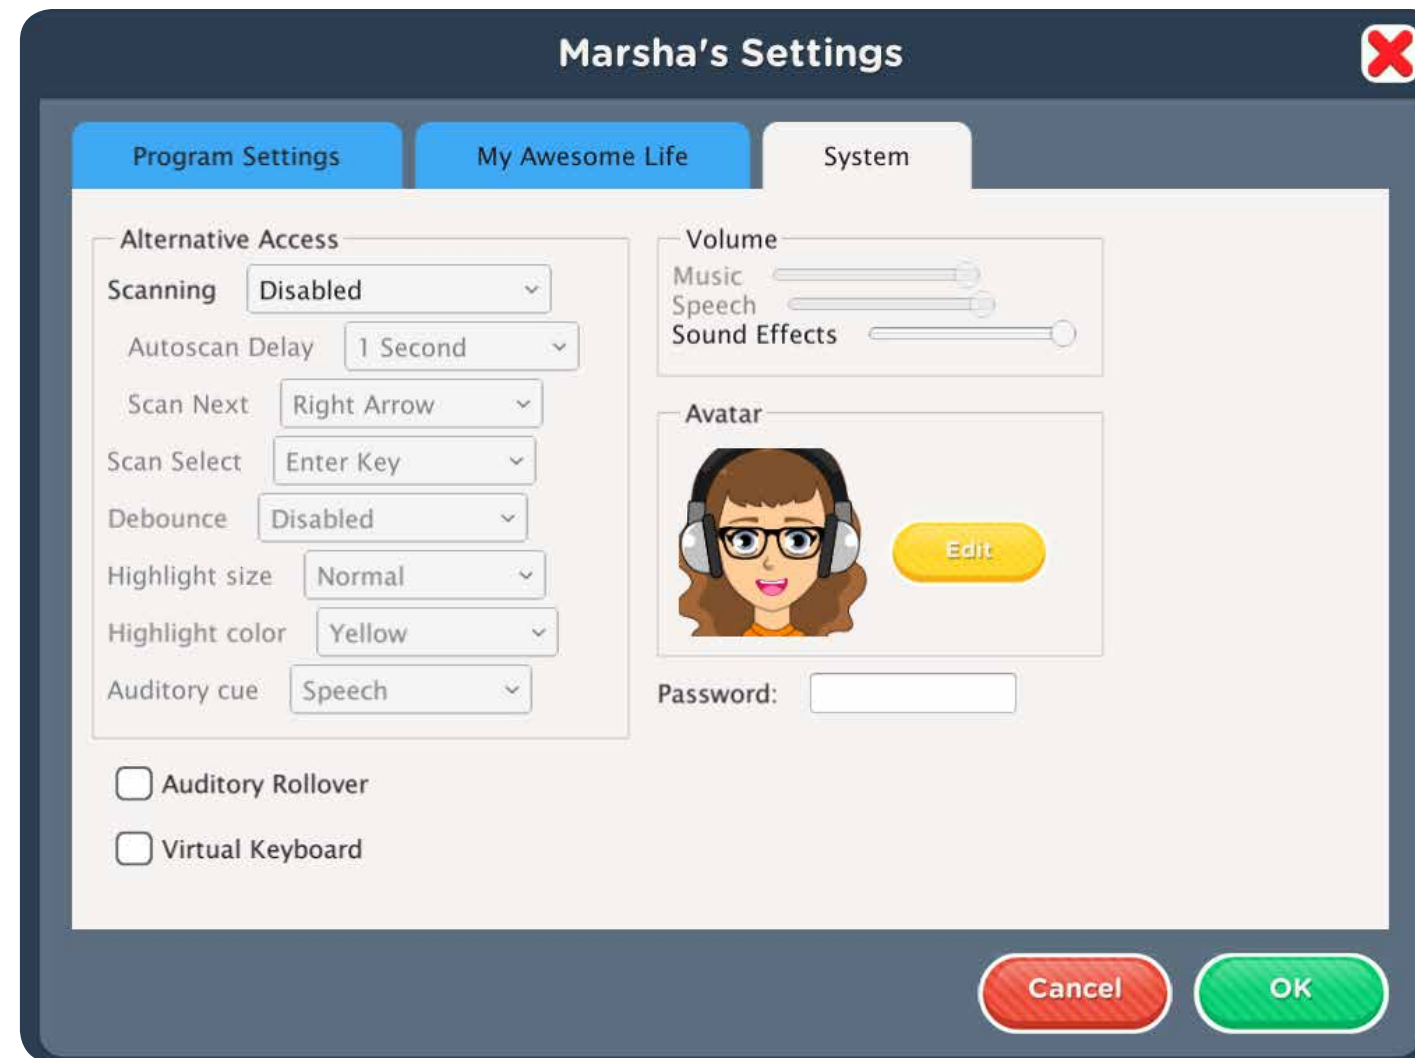 Marsha's Settings
Program Settings
My Awesome Life
System
Alternative Access
Scanning Disabled
Autoscan Delay 1 Second
Scan Next Right Arrow
Scan Select Enter Key
Debounce Disabled
Highlight size Normal
Highlight color Yellow
Auditory cue Speech
Auditory Rollover
Virtual Keyboard
Volume
Music
Speech
Sound Effects
Avatar
Edit
Password:
Cancel
OK